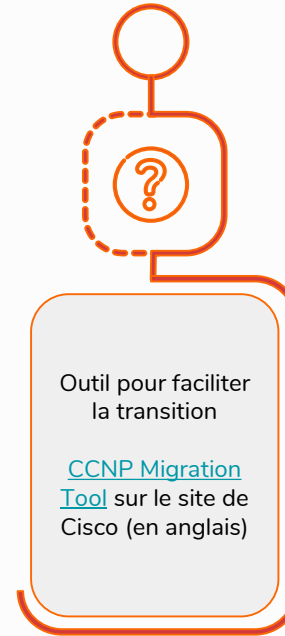 Outil pour faciliter
la transition
CCNP Migration
Tool sur le site de
Cisco (en anglais)